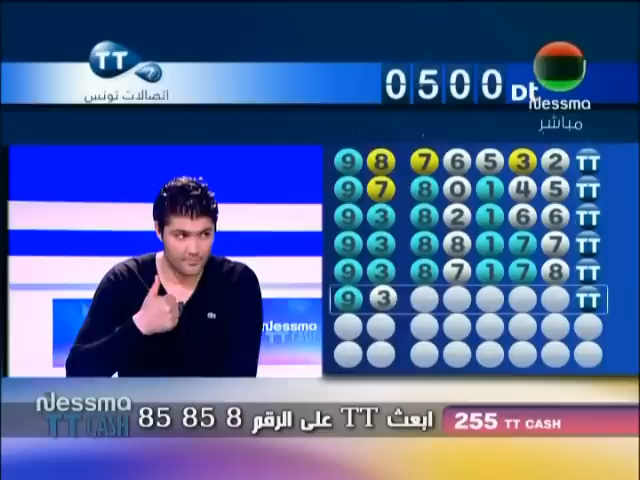 TT
0500 Dt
اتصالات تونس
Nessma
مباشر
9 8 7 6 5 3 2 TT
9 7 8 0 1 4 5 TT
9 3 8 2 1 6 6 TT
9 3 8 8 1 7 7 TT
9 3 8 7 1 7 8 TT
9 3 TT
Nessma
TT CASH
Nessma
TT CASH
ابعث TT على الرقم 8 85 85
255 TT CASH